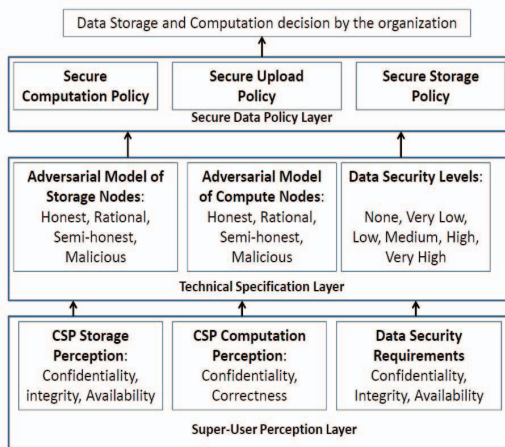 Data Storage and Computation decision by the organization
Secure
Computation Policy
Secure Upload
Policy
Secure Storage
Policy
Secure Data Policy Layer
Adversarial Model of
Storage Nodes:
Honest, Rational,
Semi-honest,
Malicious
Adversarial Model
of Compute Nodes:
Honest, Rational,
Semi-honest,
Malicious
Data Security Levels:
None, Very Low,
Low, Medium, High,
Very High
Technical Specification Layer
CSP Storage
Perception:
Confidentiality,
integrity, Availability
CSP Computation
Perception:
Confidentiality,
Correctness
Data Security
Requirements
Confidentiality,
Integrity, Availability
Super-User Perception Layer